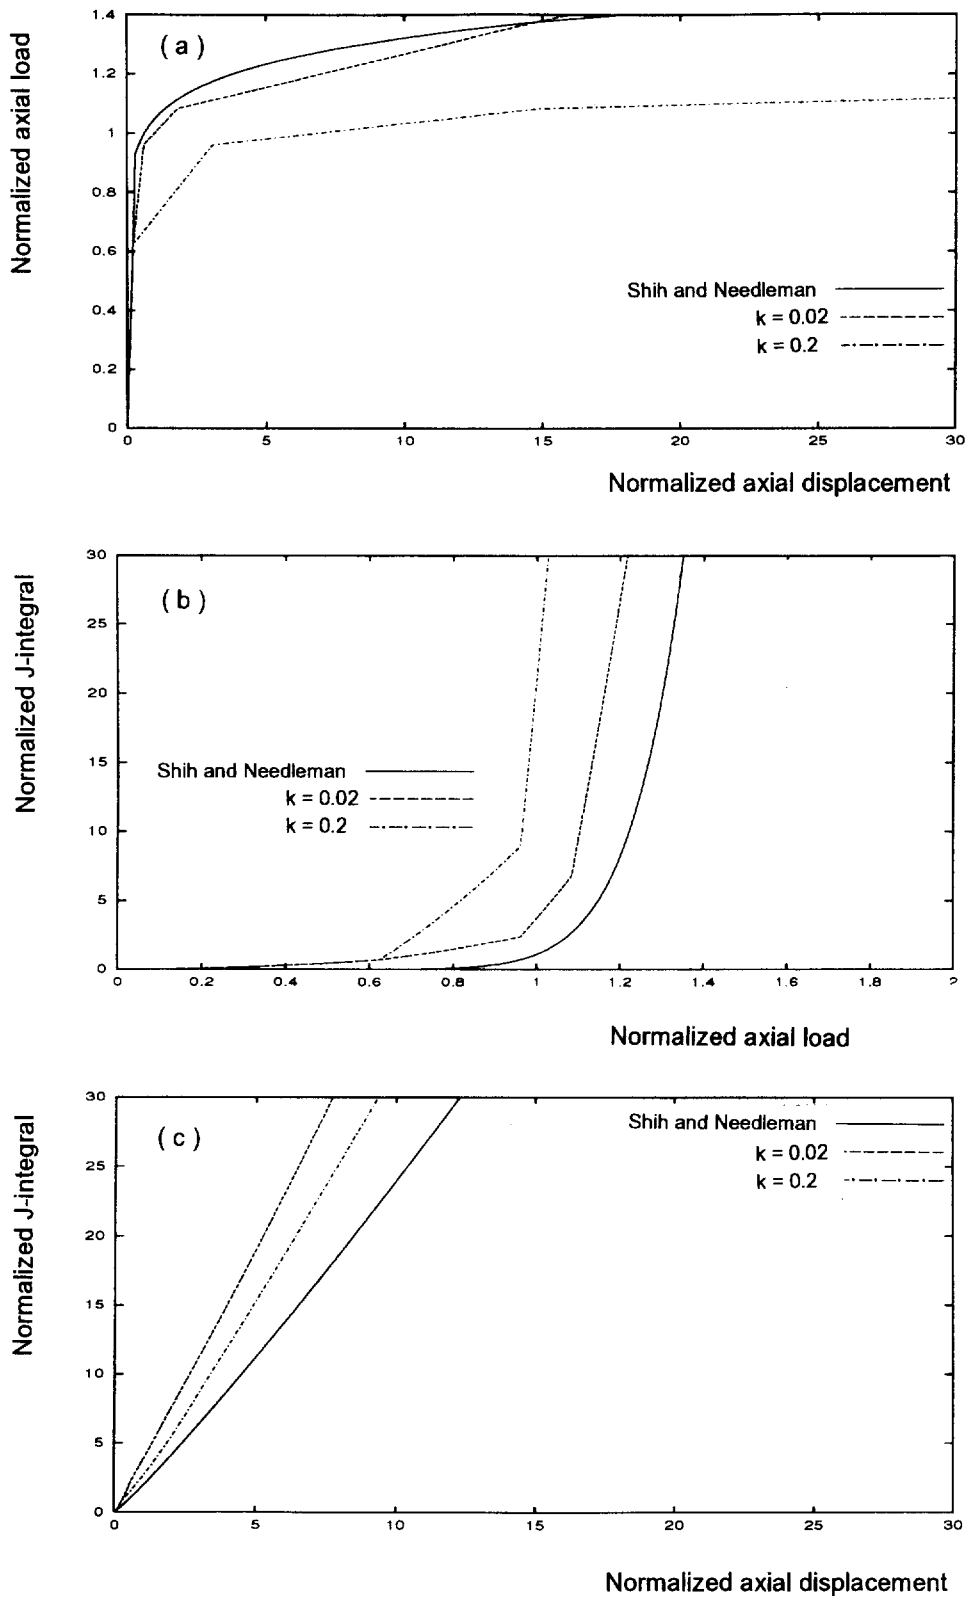 ( a )
Normalized axial load
1.4
1.2
1
0.8
0.6
0.4
0.2
0
Shih and Needleman
k = 0.02
k = 0.2
0 5 10 15 20 25 30
Normalized axial displacement
( b )
Normalized J-integral
30
25
20
15
10
5
0
Shih and Needleman
k = 0.02
k = 0.2
0 0.2 0.4 0.6 0.8 1 1.2 1.4 1.6 1.8 2
Normalized axial load
( c )
Normalized J-integral
30
25
20
15
10
5
0
Shih and Needleman
k = 0.02
k = 0.2
0 5 10 15 20 25 30
Normalized axial displacement